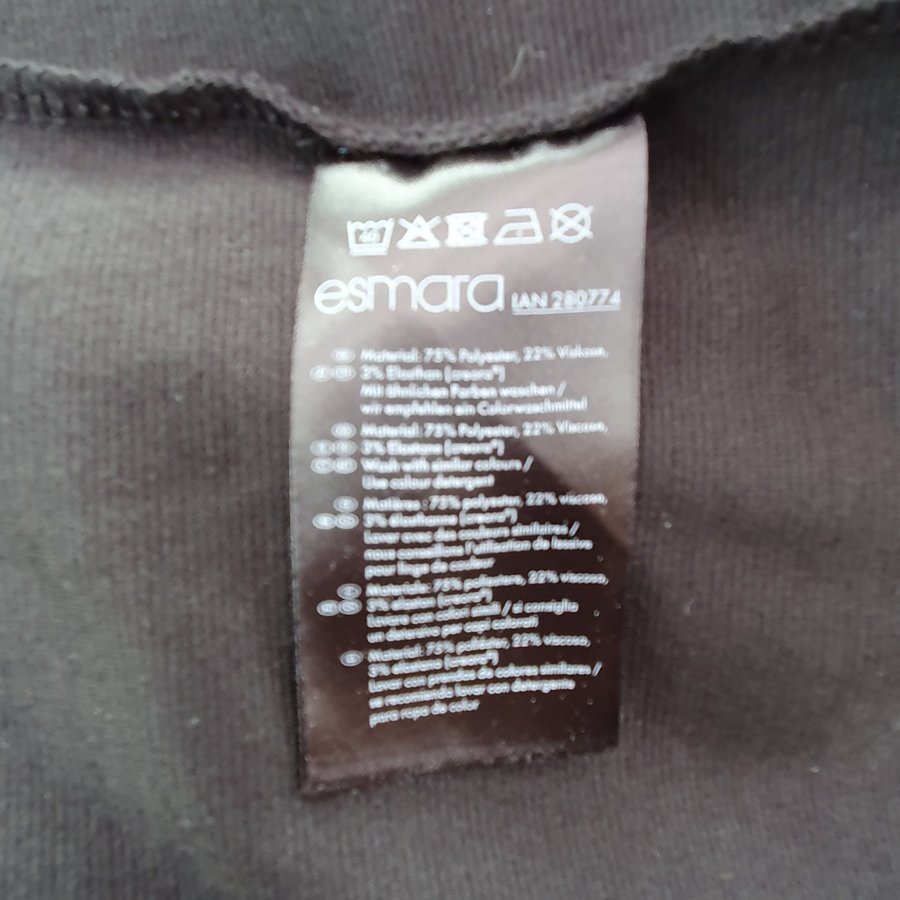 40
esmara IAN 280774
Material: 75% Polyester, 22% Viskose,
3% Elasthan (creora®)
Mit ähnlichen Farben waschen /
wir empfehlen ein Colorwaschmittel
Material: 75% Polyester, 22% Viscose,
3% Elastane (creora®)
Wash with similar colours /
Use colour detergent
Matières : 75% polyester, 22% viscose,
3% élasthanne (creora®)
Laver avec des couleurs similaires /
nous conseillons l'utilisation de lessive
pour linge de couleur
Materiale: 75% poliestere, 22% viscosa,
3% elastan (creora®)
Lavare con colori simili / si consiglia
un detersivo per capi colorati
Material: 75% poliéster, 22% viscosa,
3% elastano (creora®)
Lavar con prendas de colores similares /
se recomienda lavar con detergente
para ropa de color